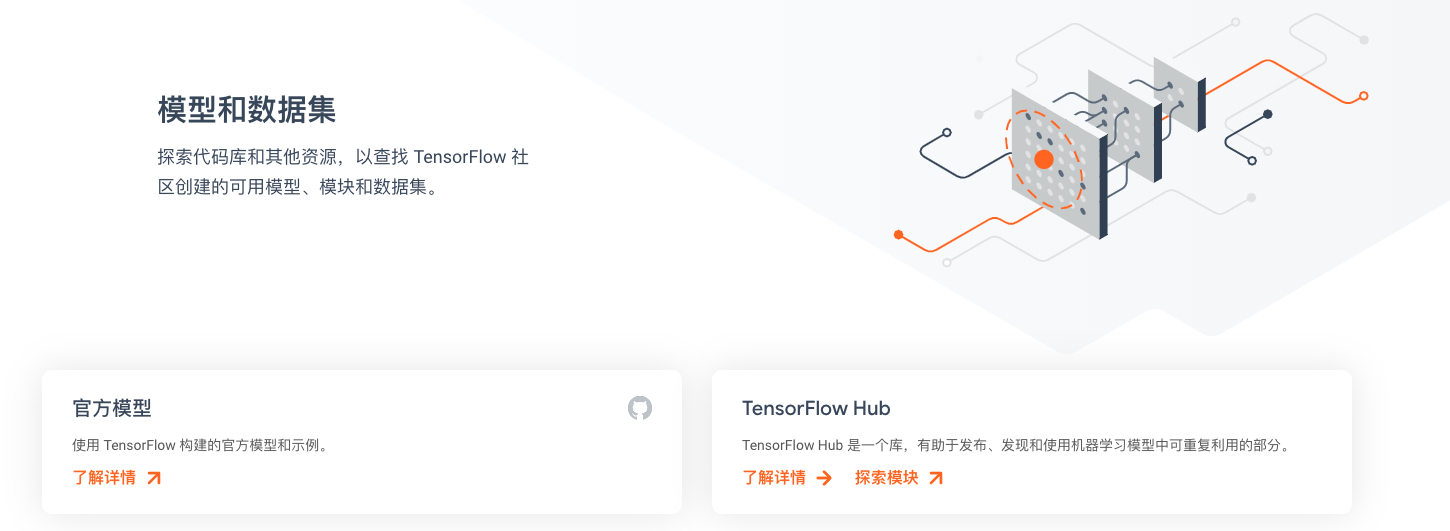 模型和数据集
探索代码库和其他资源，以查找 TensorFlow 社
区创建的可用模型、模块和数据集。
官方模型
使用 TensorFlow 构建的官方模型和示例。
了解详情
TensorFlow Hub
TensorFlow Hub 是一个库，有助于发布、发现和使用机器学习模型中可重复利用的部分。
了解详情 探索模块